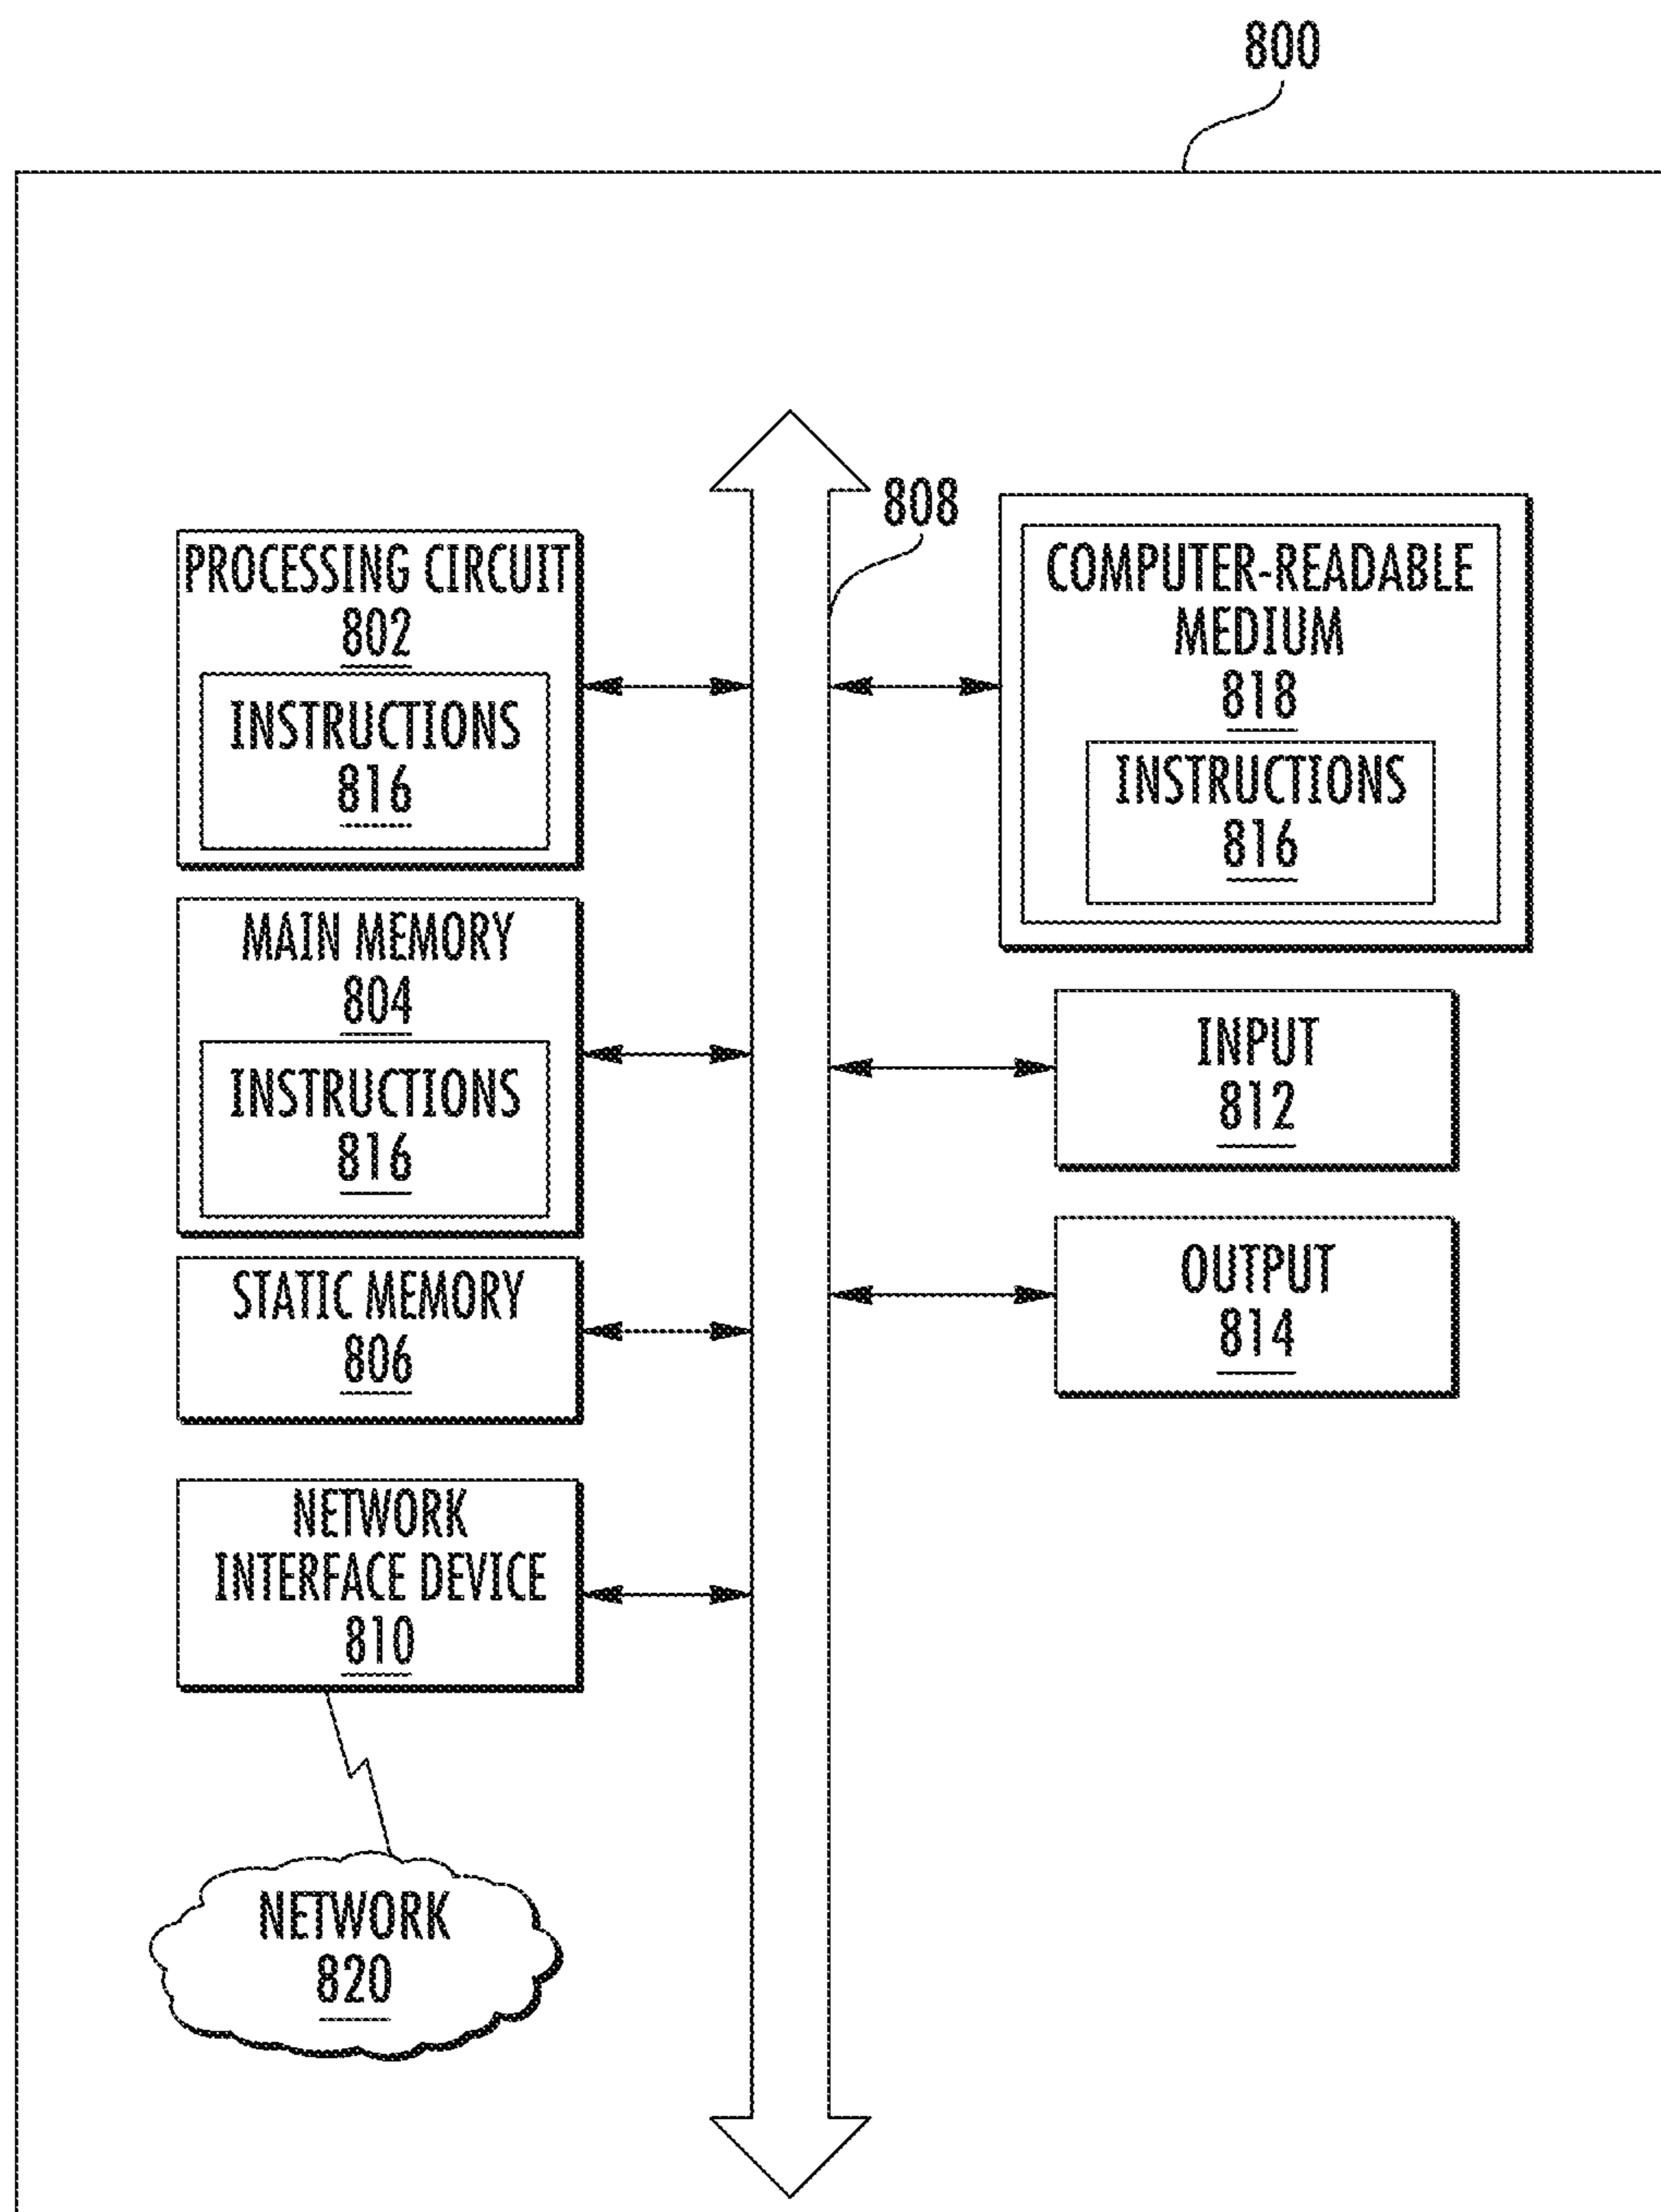 800
808
PROCESSING CIRCUIT
802
INSTRUCTIONS
816
MAIN MEMORY
804
INSTRUCTIONS
816
STATIC MEMORY
806
NETWORK
INTERFACE DEVICE
810
NETWORK
820
COMPUTER-READABLE
MEDIUM
818
INSTRUCTIONS
816
INPUT
812
OUTPUT
814